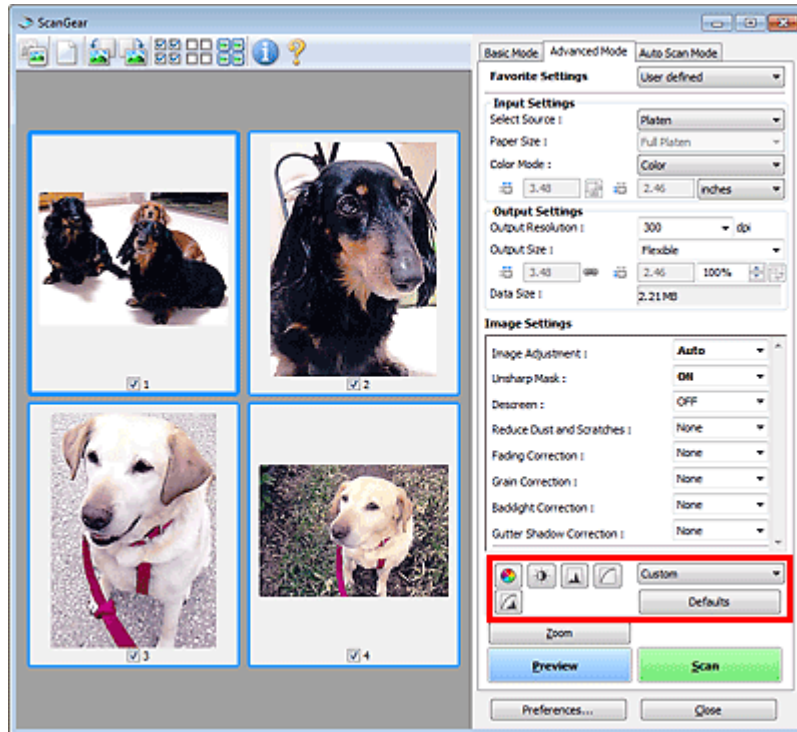 ScanGear
Basic Mode Advanced Mode Auto Scan Mode
Favorite Settings User defined
Input Settings
Select Source : Platen
Paper Size : Full Platen
Color Mode : Color
3.48 2.46 inches
Output Settings
Output Resolution : 300 dpi
Output Size : Flexible
3.48 2.46 100%
Data Size : 2.21 MB
Image Settings
Image Adjustment : Auto
Unsharp Mask : ON
Descreen : OFF
Reduce Dust and Scratches : None
Fading Correction : None
Grain Correction : None
Backlight Correction : None
Gutter Shadow Correction : None
Custom
Defaults
Zoom
Preview Scan
Preferences... Close
1 2
3 4